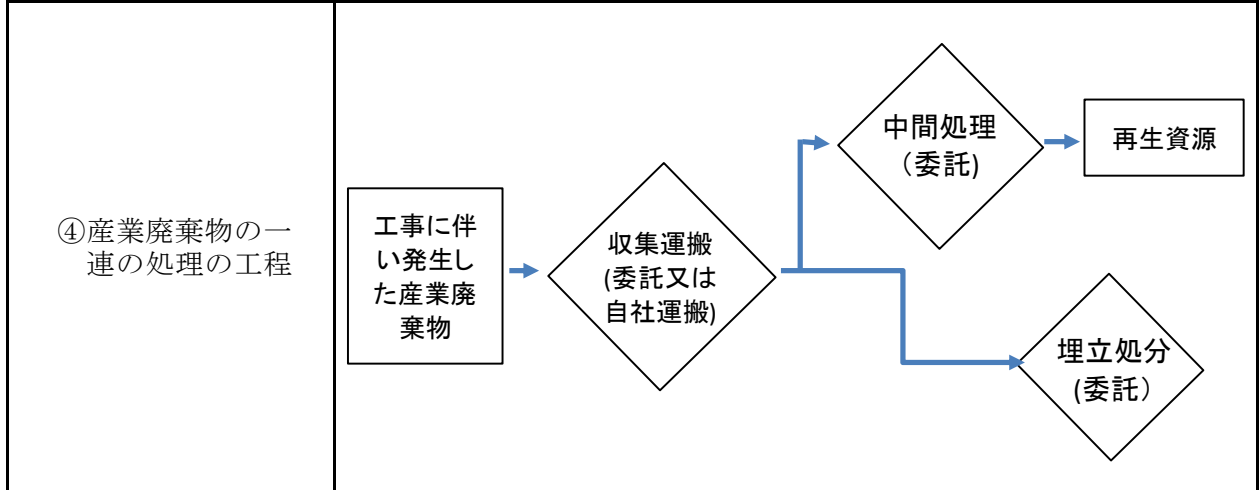 ④産業廃棄物の一
連の処理の工程
工事に伴
い発生し
た産業廃
棄物
収集運搬
(委託又は
自社運搬)
中間処理
（委託)
再生資源
埋立処分
(委託）